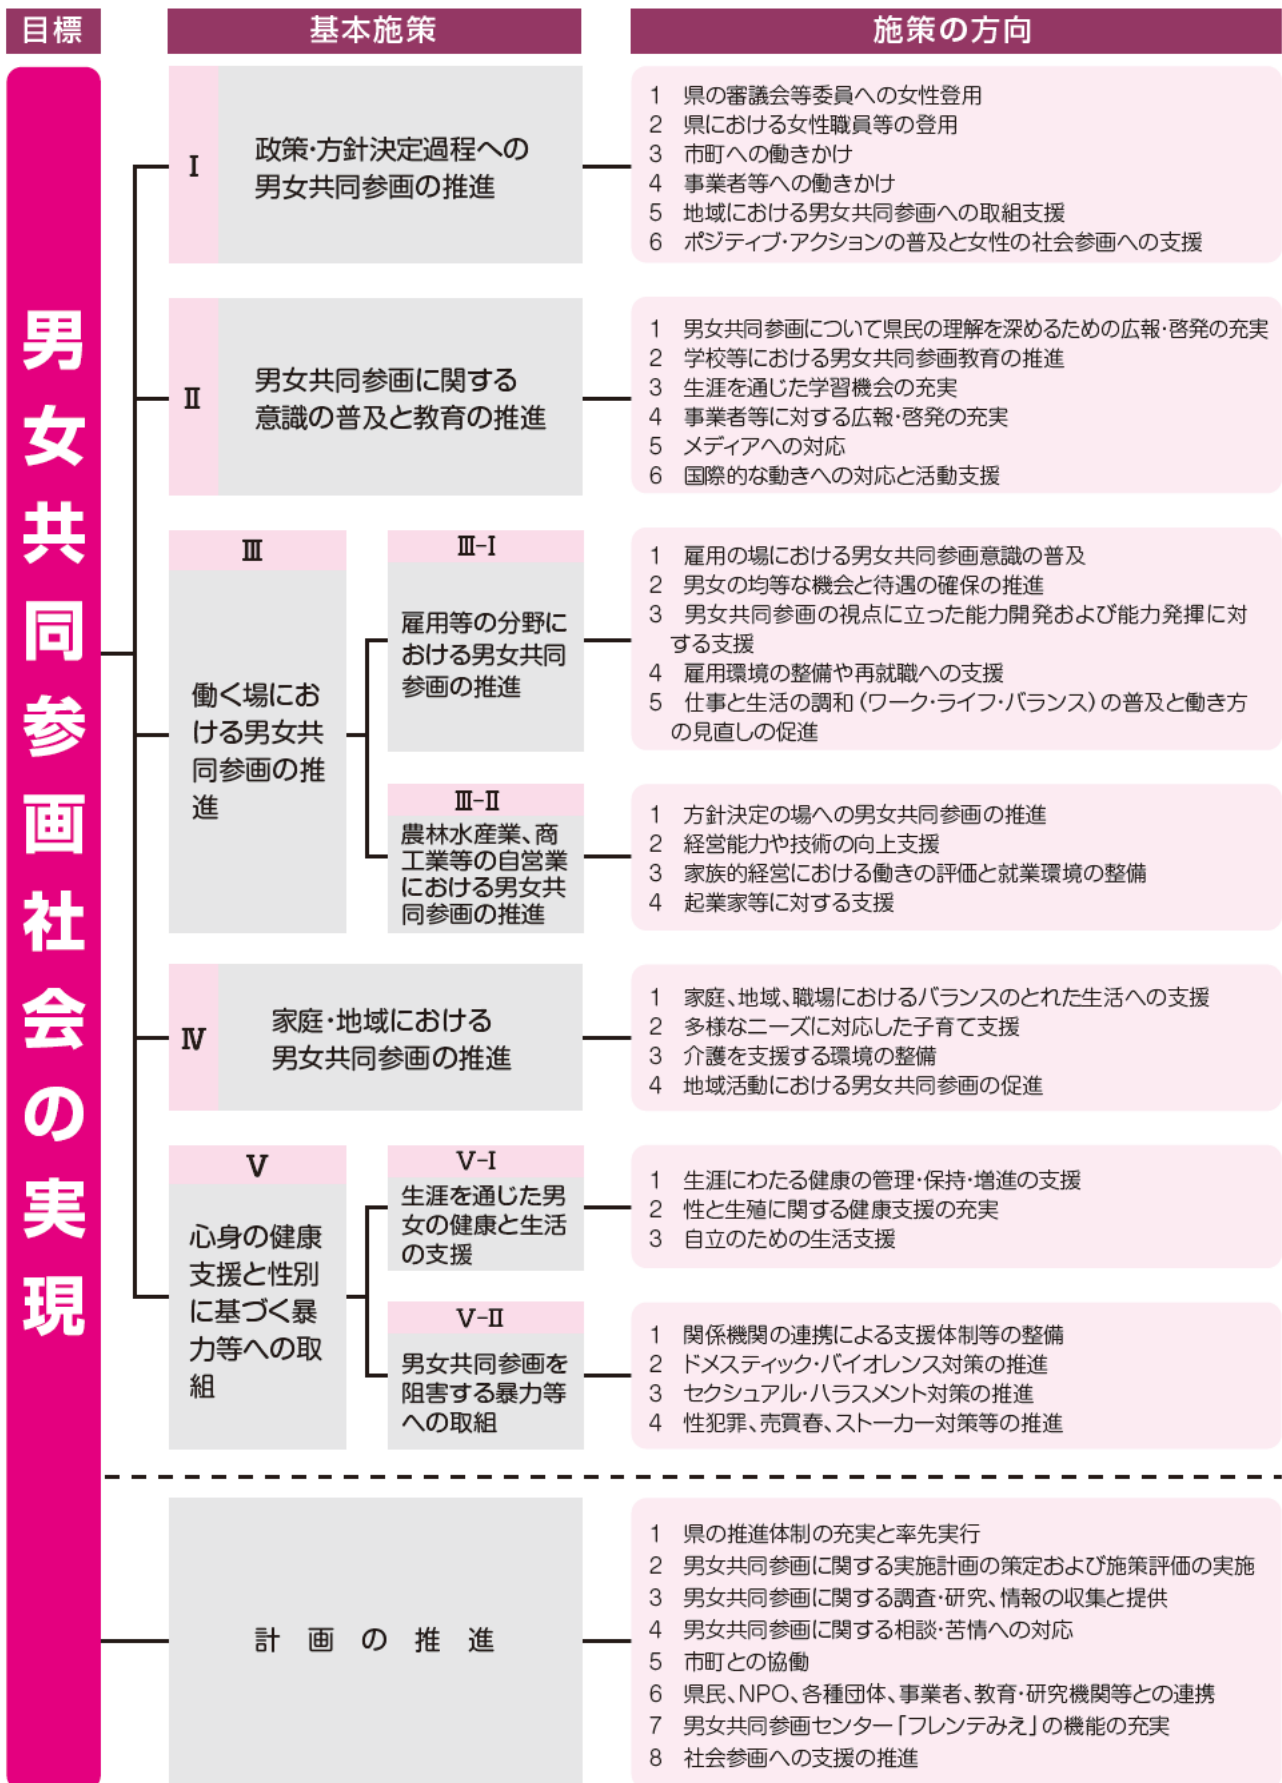 目標
基本施策
施策の方向
男女共同参画社会の実現
Ⅰ
政策・方針決定過程への
男女共同参画の推進
1 県の審議会等委員への女性登用
2 県における女性職員等の登用
3 市町への働きかけ
4 事業者等への働きかけ
5 地域における男女共同参画への取組支援
6 ポジティブ・アクションの普及と女性の社会参画への支援
Ⅱ
男女共同参画に関する
意識の普及と教育の推進
1 男女共同参画について県民の理解を深めるための広報・啓発の充実
2 学校等における男女共同参画教育の推進
3 生涯を通じた学習機会の充実
4 事業者等に対する広報・啓発の充実
5 メディアへの対応
6 国際的な動きへの対応と活動支援
Ⅲ
働く場にお
ける男女共
同参画の推
進
Ⅲ-Ⅰ
雇用等の分野に
おける男女共同
参画の推進
1 雇用の場における男女共同参画意識の普及
2 男女の均等な機会と待遇の確保の推進
3 男女共同参画の視点に立った能力開発および能力発揮に対
する支援
4 雇用環境の整備や再就職への支援
5 仕事と生活の調和（ワーク・ライフ・バランス）の普及と働き方
の見直しの促進
Ⅲ-Ⅱ
農林水産業、商
工業等の自営業
における男女共
同参画の推進
1 方針決定の場への男女共同参画の推進
2 経営能力や技術の向上支援
3 家族的経営における働きの評価と就業環境の整備
4 起業家等に対する支援
Ⅳ
家庭・地域における
男女共同参画の推進
1 家庭、地域、職場におけるバランスのとれた生活への支援
2 多様なニーズに対応した子育て支援
3 介護を支援する環境の整備
4 地域活動における男女共同参画の促進
Ⅴ
心身の健康
支援と性別
に基づく暴
力等への取
組
Ⅴ-Ⅰ
生涯を通じた男
女の健康と生活
の支援
1 生涯にわたる健康の管理・保持・増進の支援
2 性と生殖に関する健康支援の充実
3 自立のための生活支援
Ⅴ-Ⅱ
男女共同参画を
阻害する暴力等
への取組
1 関係機関の連携による支援体制等の整備
2 ドメスティック・バイオレンス対策の推進
3 セクシュアル・ハラスメント対策の推進
4 性犯罪、売買春、ストーカー対策等の推進
計画の推進
1 県の推進体制の充実と率先実行
2 男女共同参画に関する実施計画の策定および施策評価の実施
3 男女共同参画に関する調査・研究、情報の収集と提供
4 男女共同参画に関する相談・苦情への対応
5 市町との協働
6 県民、NPO、各種団体、事業者、教育・研究機関等との連携
7 男女共同参画センター「フレンテみえ」の機能の充実
8 社会参画への支援の推進